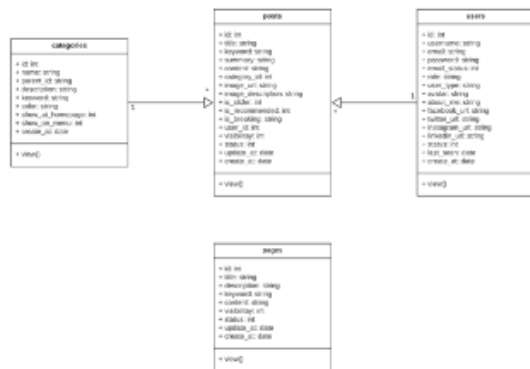 categories
+ id: int
+ name: string
+ parent_id: string
+ description: string
+ keyword: string
+ color: string
+ show_at_homepage: int
+ show_on_menu: int
+ create_at: date
+ view()
1
posts
+ id: int
+ title: string
+ keyword: string
+ summary: string
+ content: string
+ category_id: int
+ image_url: string
+ image_description: string
+ is_slider: int
+ is_recommended: int
+ is_breaking: string
+ user_id: int
+ visibility: int
+ status: int
+ update_at: date
+ create_at: date
+ view()
users
+ id: int
+ username: string
+ email: string
+ password: string
+ email_status: int
+ role: string
+ user_type: string
+ avatar: string
+ about_me: string
+ facebook_url: string
+ twitter_url: string
+ instagram_url: string
+ linkedin_url: string
+ status: int
+ last_seen: date
+ create_at: date
+ view()
1
pages
+ id: int
+ title: string
+ description: string
+ keyword: string
+ content: string
+ visibility: int
+ status: int
+ update_at: date
+ create_at: date
+ view()